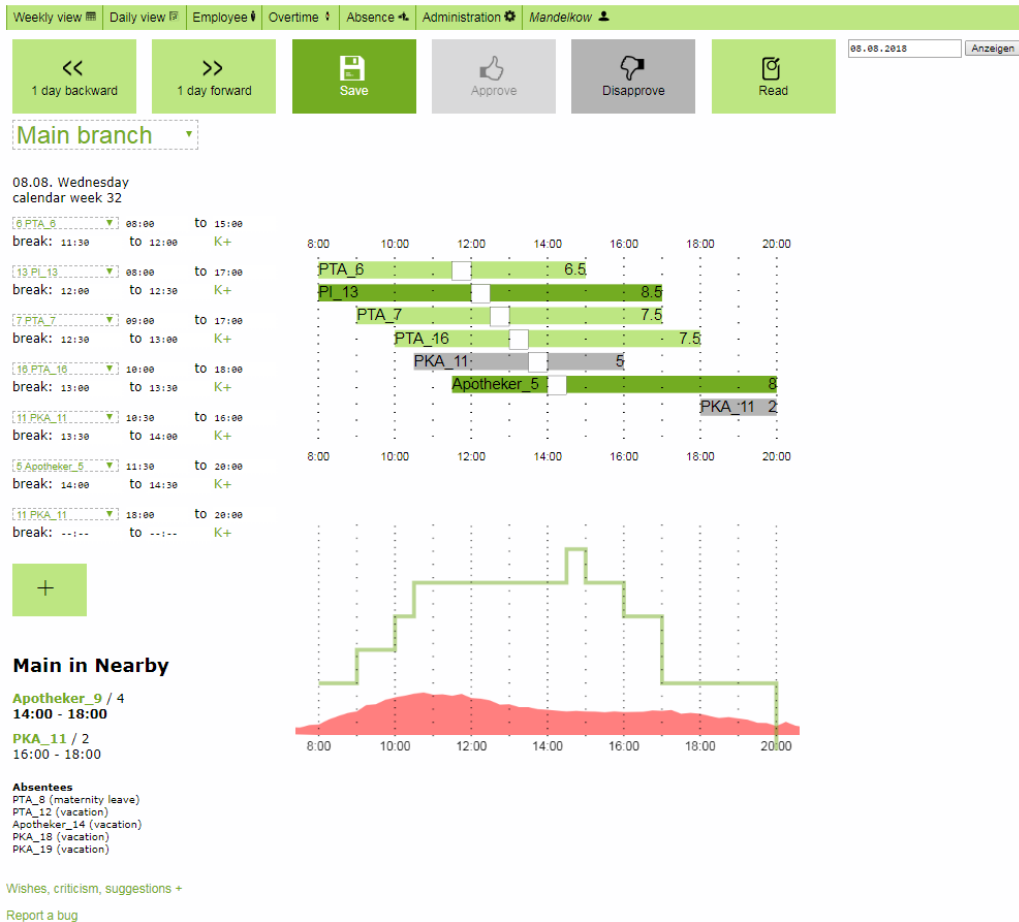 Weekly view Daily view Employee Overtime Absence Administration Mandelkow
08.08.2018 Anzeigen
<< >>
1 day backward 1 day forward Save Approve Disapprove Read
Main branch
08.08. Wednesday
calendar week 32
6 PTA_6 08:00 to 15:00
break: 11:30 to 12:00 K+
13 PI_13 08:00 to 17:00
break: 12:00 to 12:30 K+
7 PTA_7 09:00 to 17:00
break: 12:30 to 13:00 K+
16 PTA_16 10:00 to 18:00
break: 13:00 to 13:30 K+
11 PKA_11 10:30 to 16:00
break: 13:30 to 14:00 K+
5 Apotheker_5 11:30 to 20:00
break: 14:00 to 14:30 K+
11 PKA_11 18:00 to 20:00
break: --:-- to --:-- K+
+
8:00 10:00 12:00 14:00 16:00 18:00 20:00
PTA_6 6.5
PI_13 8.5
PTA_7 7.5
PTA_16 7.5
PKA_11 5
Apotheker_5 8
PKA_11 2
8:00 10:00 12:00 14:00 16:00 18:00 20:00
8:00 10:00 12:00 14:00 16:00 18:00 20:00
Main in Nearby
Apotheker_9 / 4
14:00 - 18:00
PKA_11 / 2
16:00 - 18:00
Absentees
PTA_8 (maternity leave)
PTA_12 (vacation)
Apotheker_14 (vacation)
PKA_18 (vacation)
PKA_19 (vacation)
Wishes, criticism, suggestions +
Report a bug